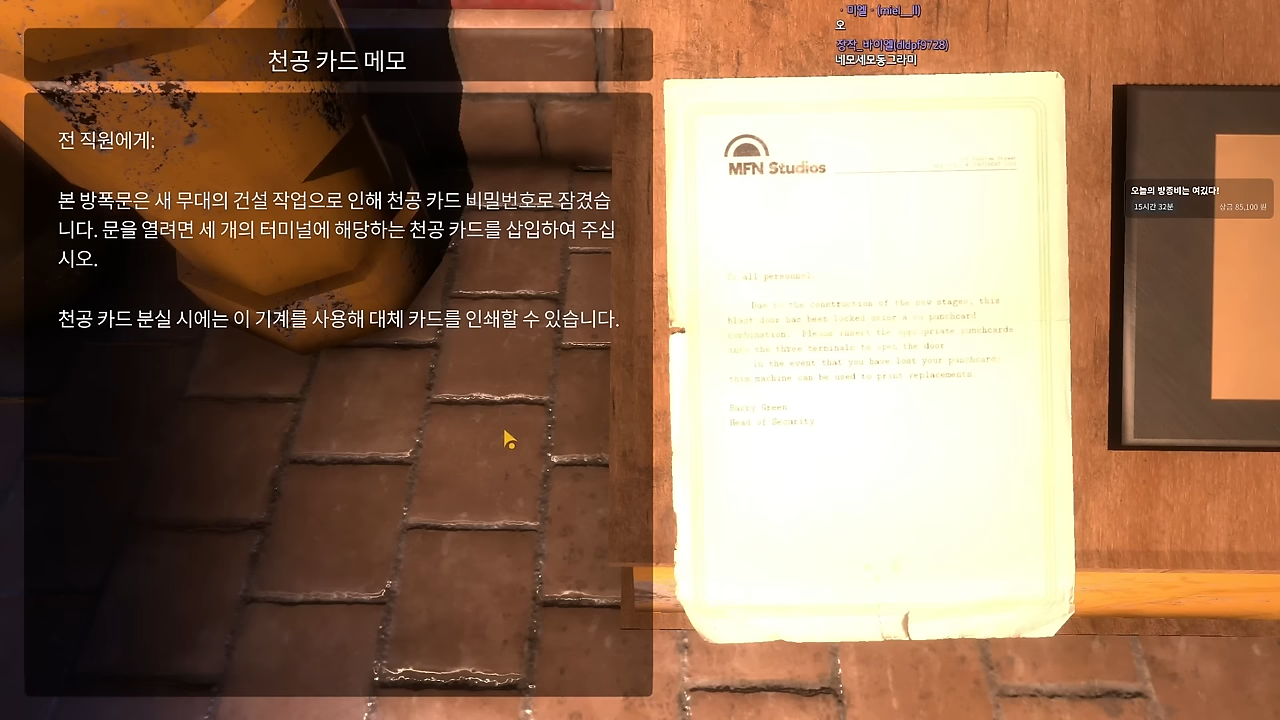 천공 카드 메모
전 직원에게:
본 방폭문은 새 무대의 건설 작업으로 인해 천공 카드 비밀번호로 잠겼습
니다. 문을 열려면 세 개의 터미널에 해당하는 천공 카드를 삽입하여 주십
시오.
천공 카드 분실 시에는 이 기계를 사용해 대체 카드를 인쇄할 수 있습니다.
오
네모세모동그라미
MFN Studios
all personnel
Due to the construction of the new stages, this
blast door has been locked using a punchcard
combination. Please insert the appropriate punchcards
into the three terminals to open the door
in the event that you have lost your punchcards
this machine can be used to print replacements
Barry Green
Head of Security
오늘의 방종비는 여깄다!
15시간 32분
상금 85,100 원